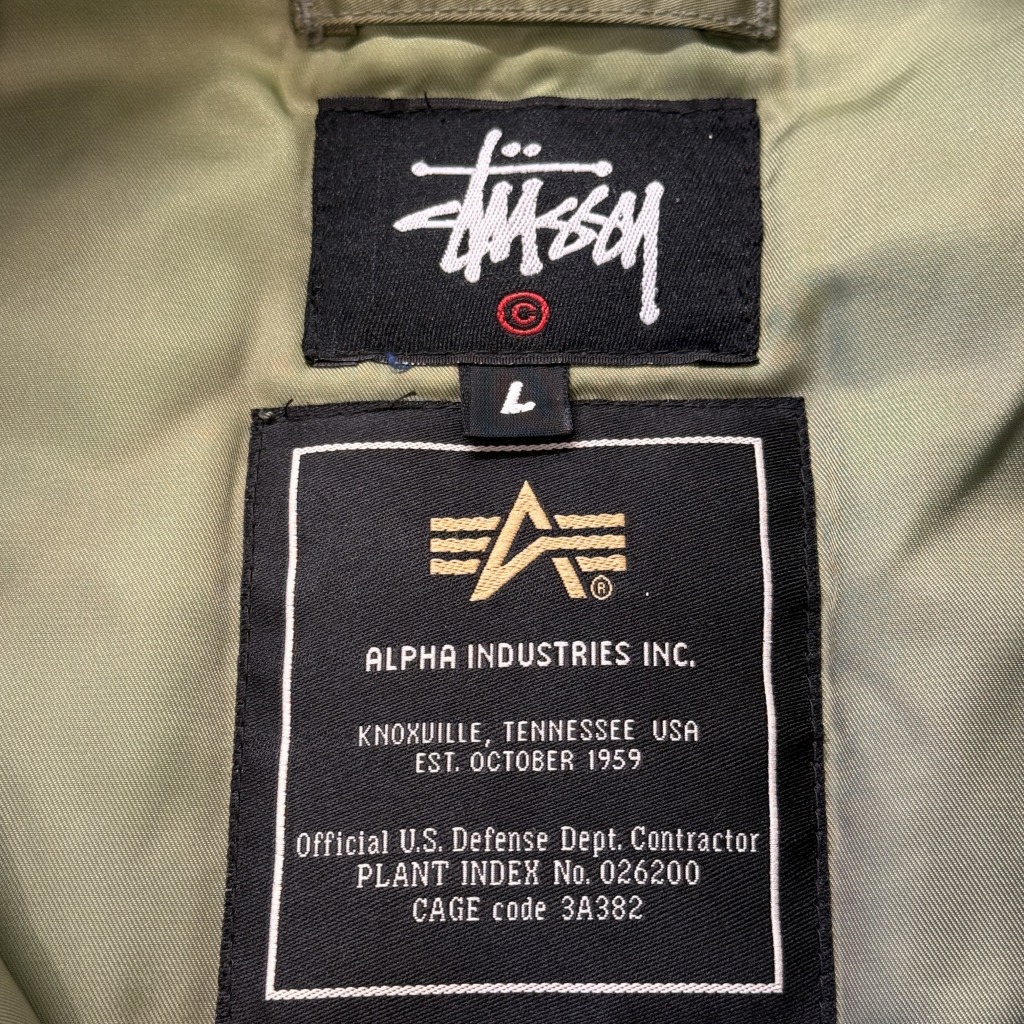 Stüssy
©
L
®
ALPHA INDUSTRIES INC.
KNOXVILLE, TENNESSEE USA
EST. OCTOBER 1959
Official U.S. Defense Dept. Contractor
PLANT INDEX No. 026200
CAGE code 3A382